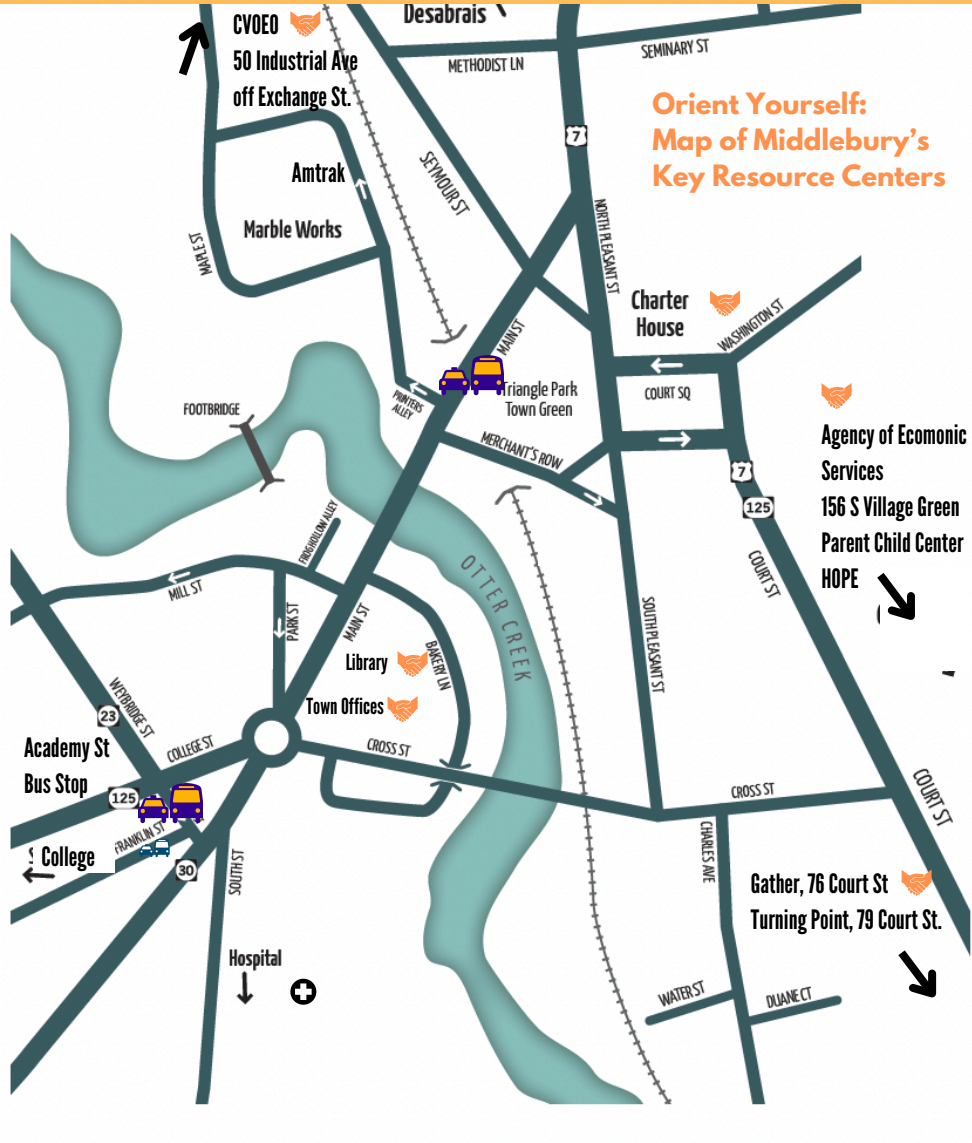 Desabrais
CVOEO
50 Industrial Ave
off Exchange St.
METHODIST LN
SEMINARY ST
Orient Yourself:
Map of Middlebury's
Key Resource Centers
7
SEYMOUR ST
Amtrak
Marble Works
MAPLE ST
NORTH PLEASANT ST
Charter
House
WASHINGTON ST
MAIN ST
COURT SQ
Triangle Park
Town Green
PRINTERS
ALLEY
FOOTBRIDGE
MERCHANT'S ROW
7
125
Agency of Ecomonic
Services
156 S Village Green
Parent Child Center
HOPE
FROG HOLLOW ALLEY
OTTER CREEK
COURT ST
MILL ST
PARK ST
MAIN ST
BAKERY LN
SOUTH PLEASANT ST
Library
Town Offices
WEYBRIDGE ST
23
COLLEGE ST
CROSS ST
Academy St
Bus Stop
125
CROSS ST
COURT ST
FRANKLIN ST
College
30
SOUTH ST
CHARLES AVE
Gather, 76 Court St
Turning Point, 79 Court St.
Hospital
WATER ST
DUANE CT